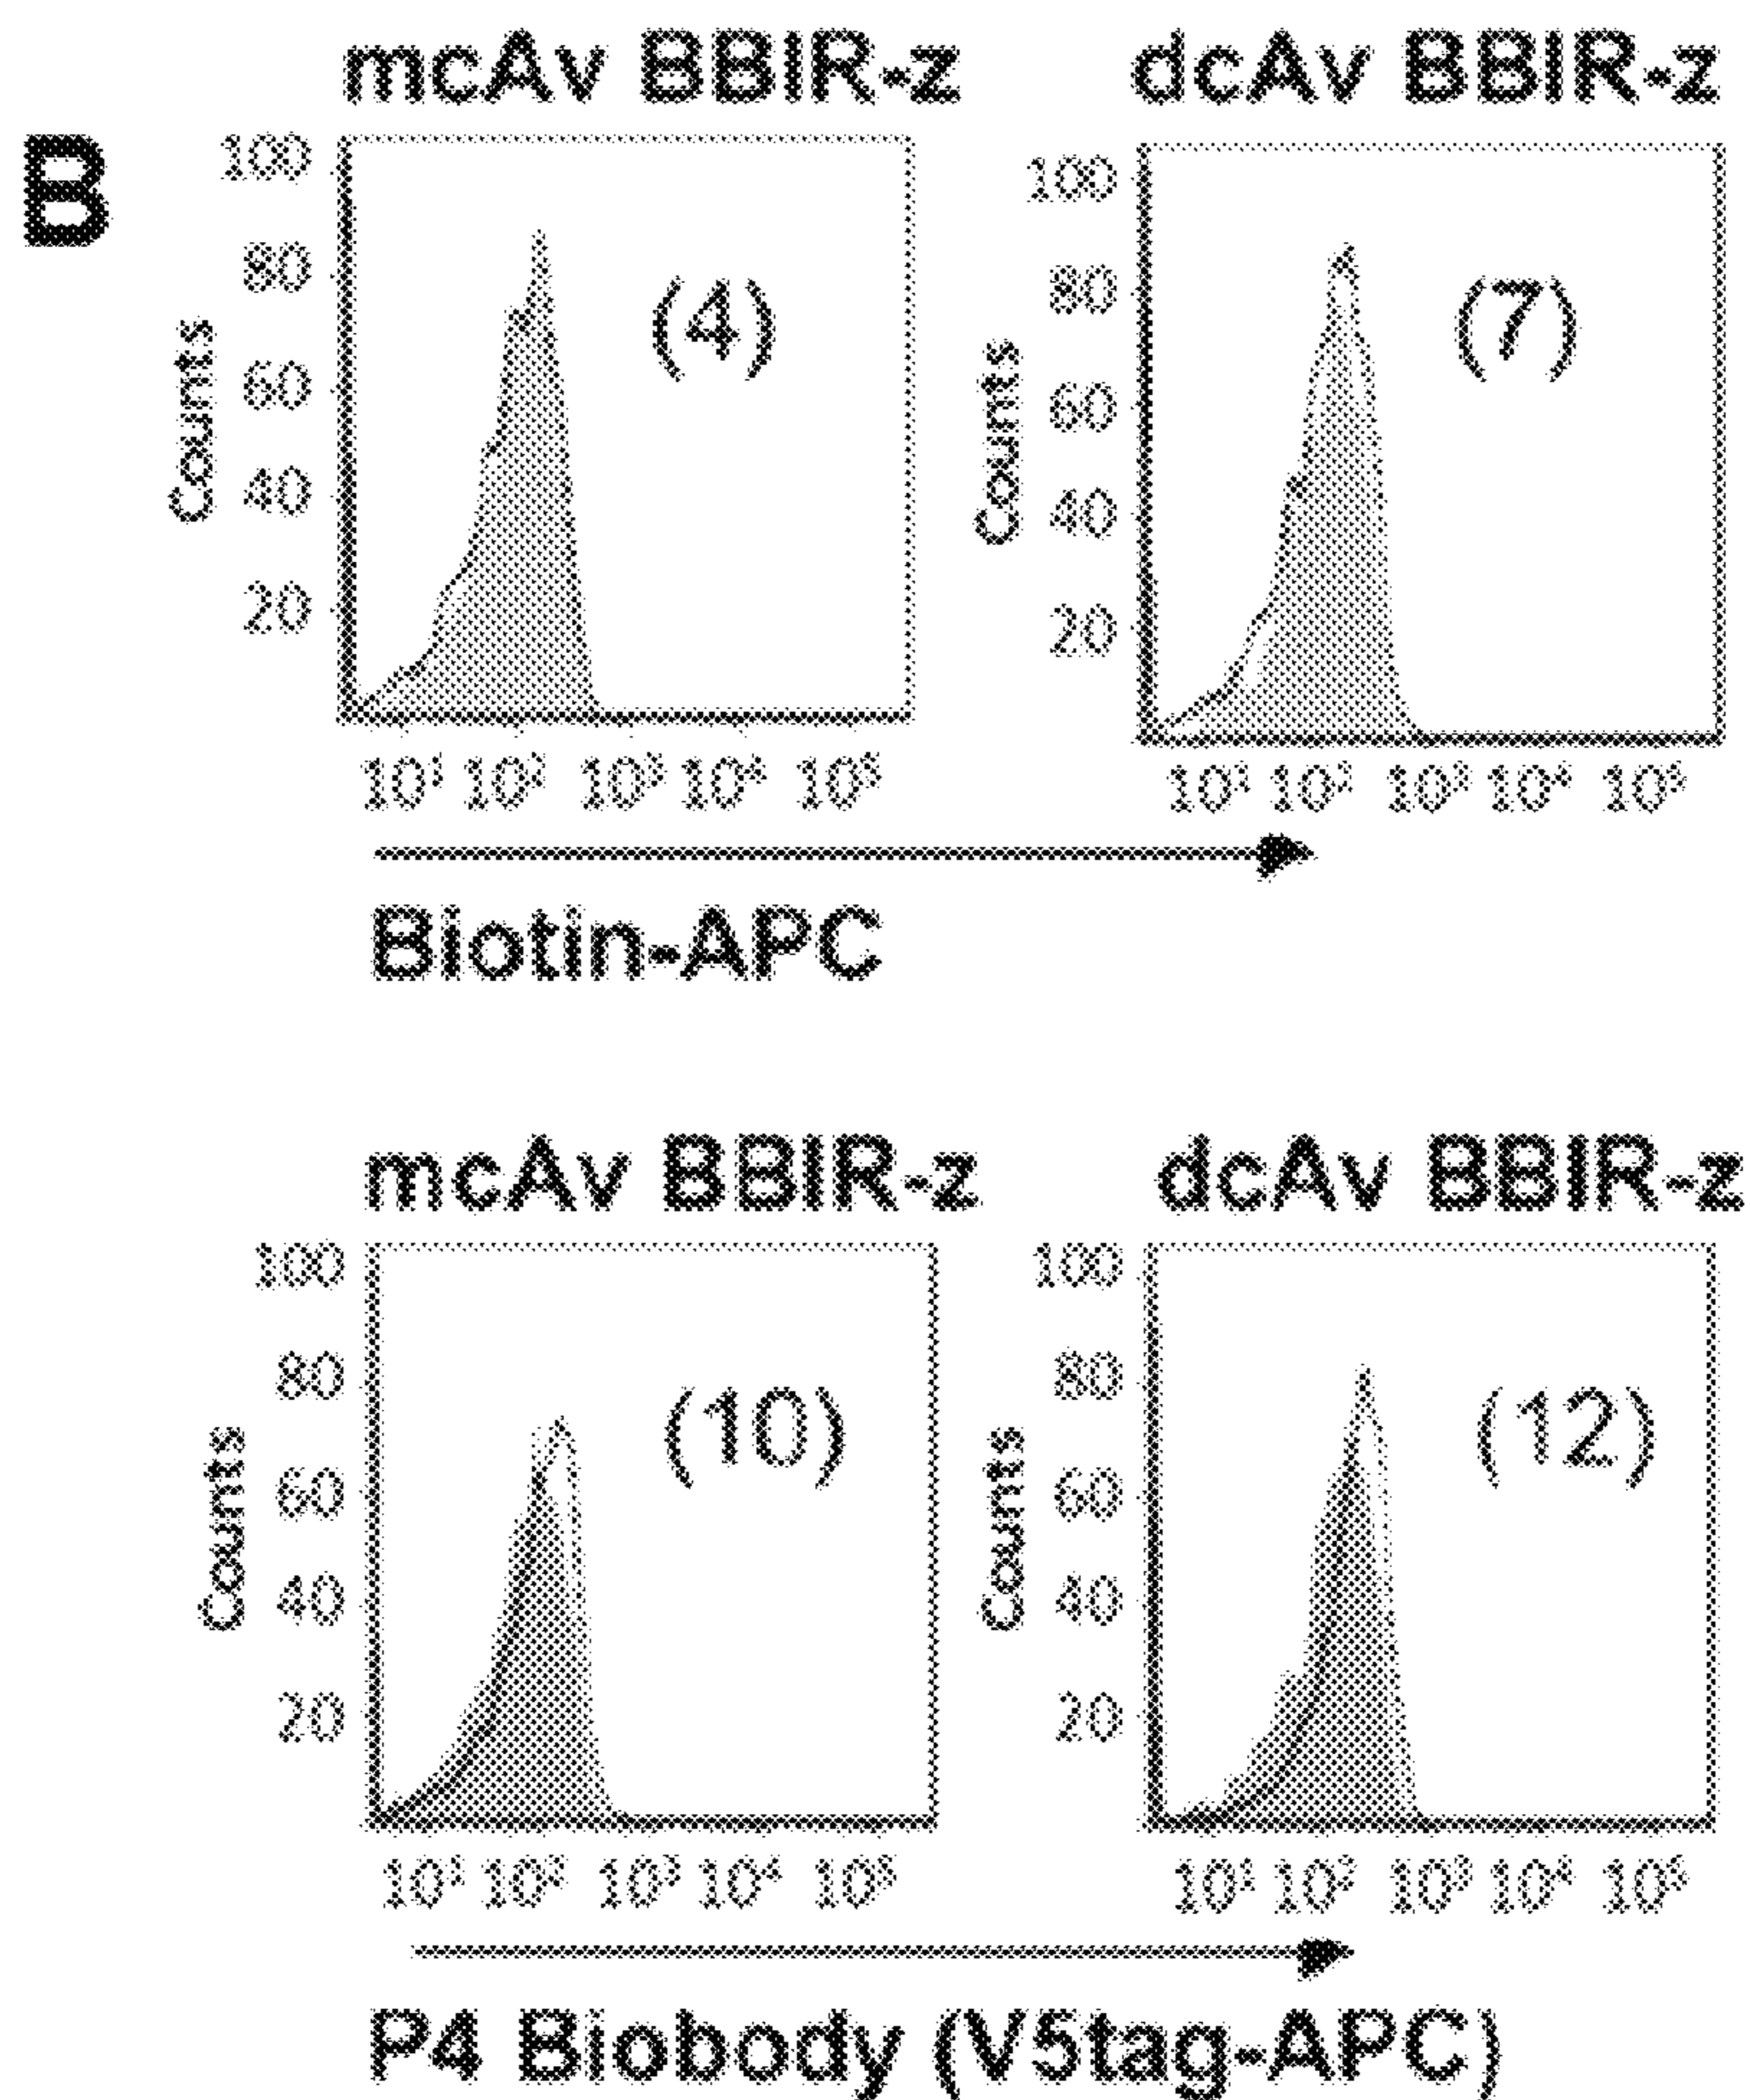 B
mcAv BBIR-z dcAv BBIR-z
100 100
80 80
60 60
40 40
20 20
Counts Counts
(4) (7)
10¹ 10² 10³ 10⁴ 10⁵ 10¹ 10² 10³ 10⁴ 10⁵
Biotin-APC
mcAv BBIR-z dcAv BBIR-z
100 100
80 80
60 60
40 40
20 20
Counts Counts
(10) (12)
10¹ 10² 10³ 10⁴ 10⁵ 10¹ 10² 10³ 10⁴ 10⁵
P4 Biobody (V5tag-APC)